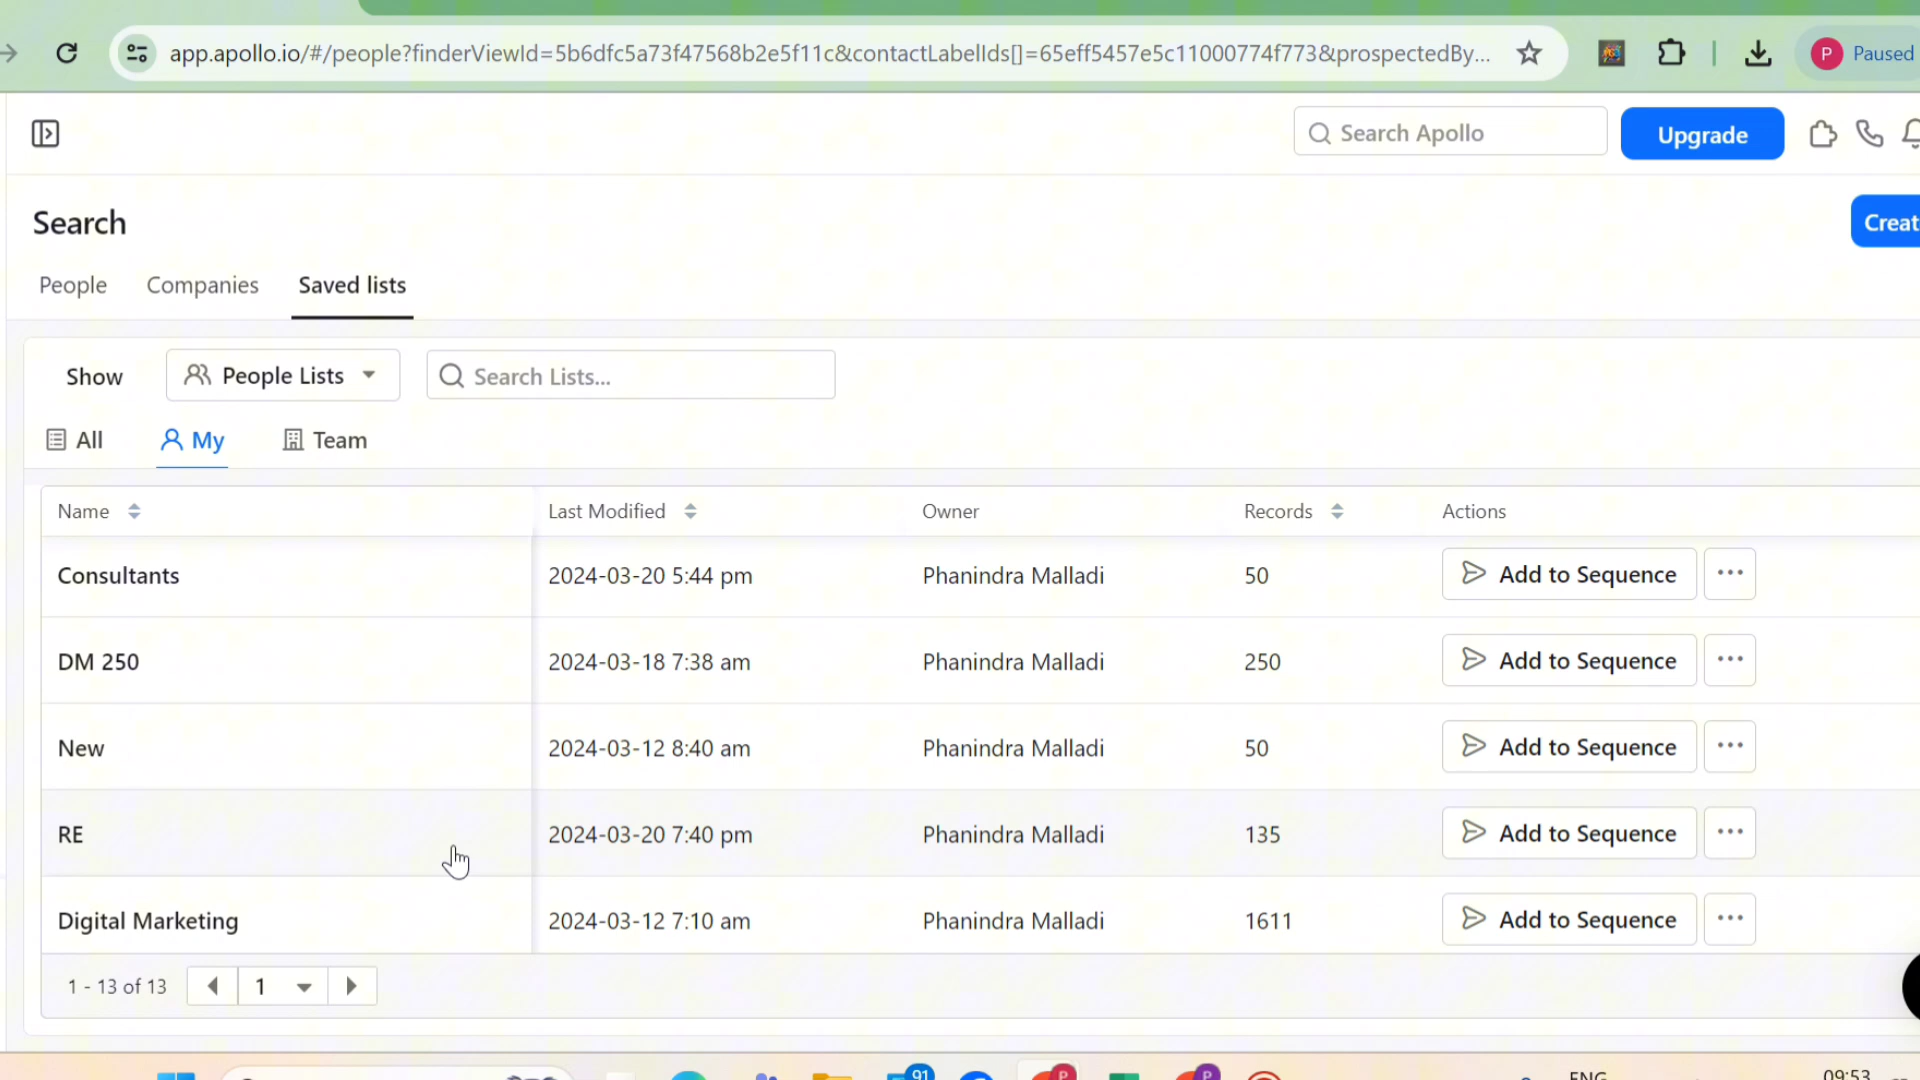 app.apollo.io/#/people?finderViewId=5b6dfc5a73f47568b2e5f11c&contactLabelIds[]=65eff5457e5c11000774f773&prospectedBy...
P Paused
Search Apollo
Upgrade
Search
Creat
People Companies Saved lists
Show People Lists Search Lists...
All My Team
Name Last Modified Owner Records Actions
Consultants 2024-03-20 5:44 pm Phanindra Malladi 50 Add to Sequence
DM 250 2024-03-18 7:38 am Phanindra Malladi 250 Add to Sequence
New 2024-03-12 8:40 am Phanindra Malladi 50 Add to Sequence
RE 2024-03-20 7:40 pm Phanindra Malladi 135 Add to Sequence
Digital Marketing 2024-03-12 7:10 am Phanindra Malladi 1611 Add to Sequence
1 - 13 of 13 1
91 P P ENG 09:53